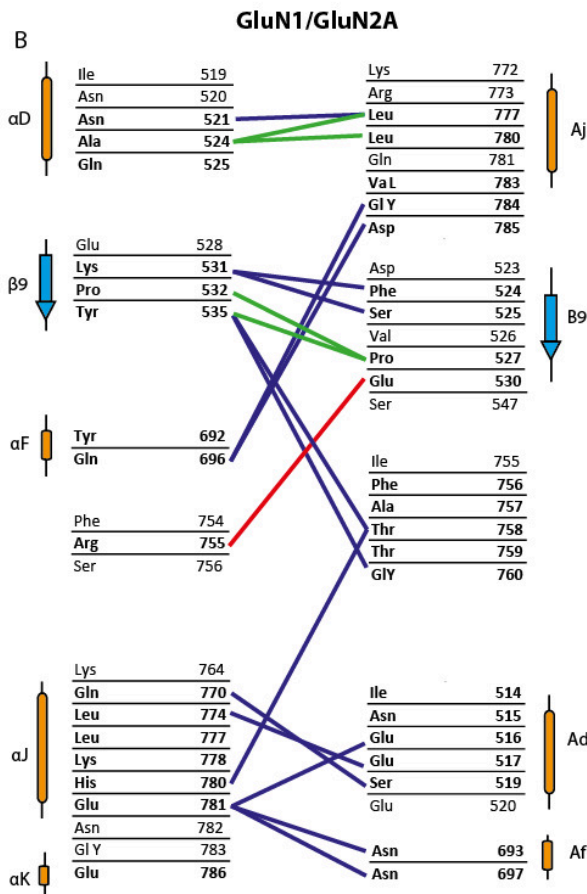 GluN1/GluN2A
B
αD
Ile 519
Asn 520
Asn 521
Ala 524
Gln 525
β9
Glu 528
Lys 531
Pro 532
Tyr 535
αF
Tyr 692
Gln 696
Phe 754
Arg 755
Ser 756
αJ
Lys 764
Gln 770
Leu 774
Leu 777
Lys 778
His 780
Glu 781
Asn 782
Gl Y 783
Glu 786
αK
Lys 772
Arg 773
Leu 777
Leu 780
Gln 781
Va L 783
Gl Y 784
Asp 785
Aj
Asp 523
Phe 524
Ser 525
Val 526
Pro 527
Glu 530
Ser 547
B9
Ile 755
Phe 756
Ala 757
Thr 758
Thr 759
GlY 760
Ile 514
Asn 515
Glu 516
Glu 517
Ser 519
Glu 520
Ad
Asn 693
Asn 697
Af